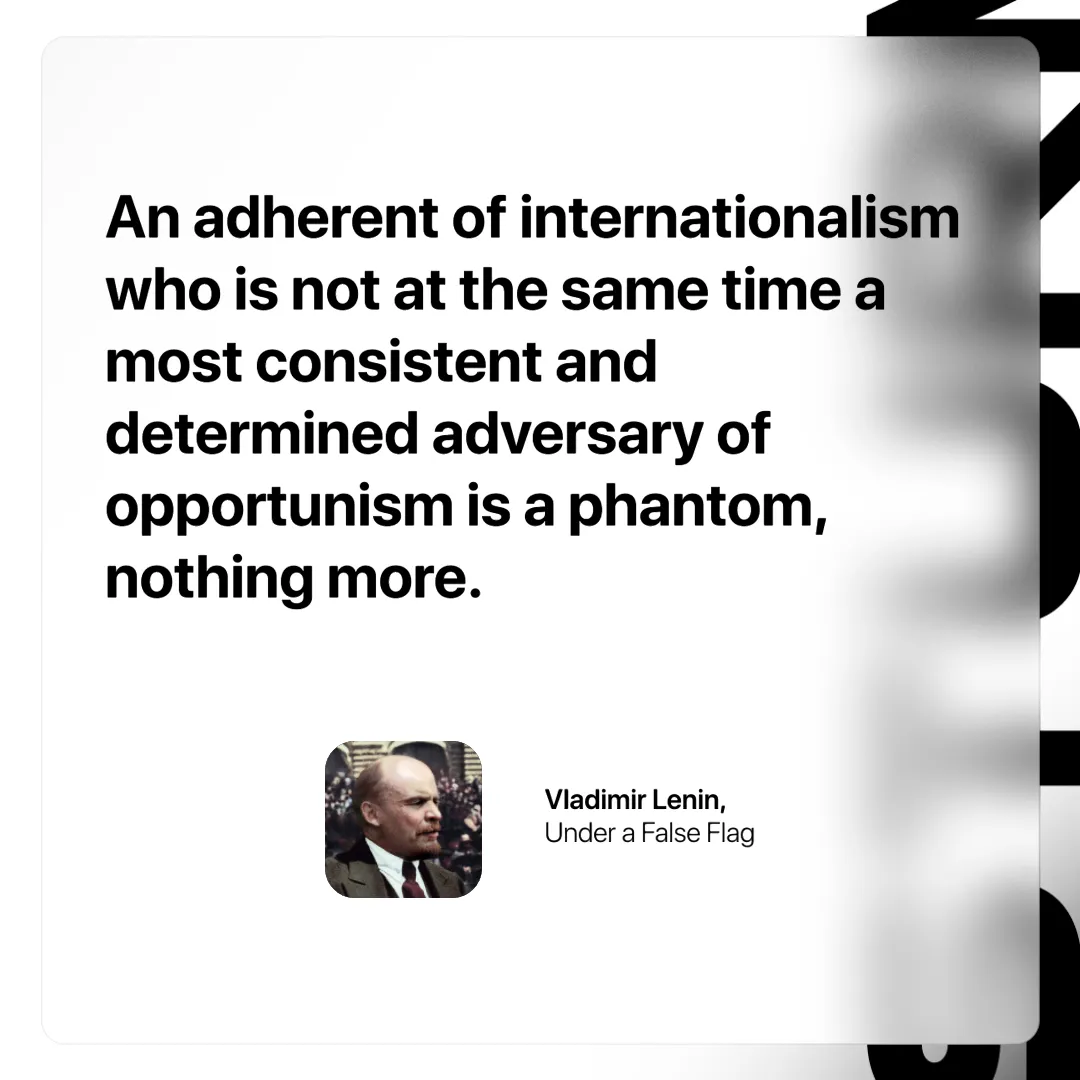 An adherent of internationalism
who is not at the same time a
most consistent and
determined adversary of
opportunism is a phantom,
nothing more.
Vladimir Lenin,
Under a False Flag